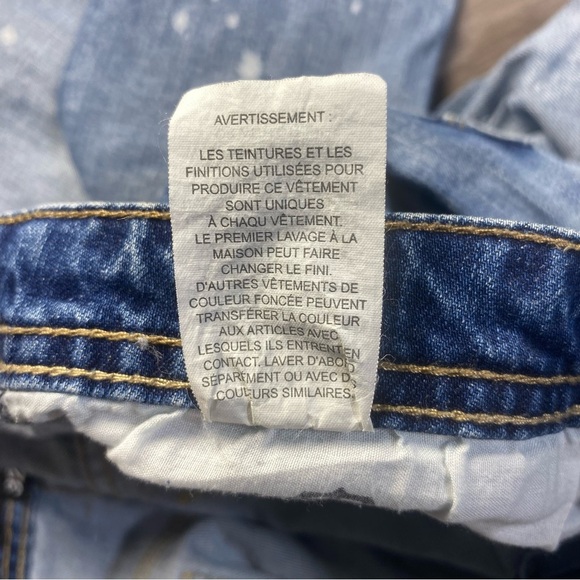 AVERTISSEMENT :
LES TEINTURES ET LES
FINITIONS UTILISÉES POUR
PRODUIRE CE VÊTEMENT
SONT UNIQUES
À CHAQU VÊTEMENT.
LE PREMIER LAVAGE À LA
MAISON PEUT FAIRE
CHANGER LE FINI.
D'AUTRES VÊTEMENTS DE
COULEUR FONCÉE PEUVENT
TRANSFÉRER LA COULEUR
AUX ARTICLES AVEC
LESQUELS ILS ENTRENT EN
CONTACT. LAVER D'ABORD
SÉPARÉMENT OU AVEC DES
COULEURS SIMILAIRES.